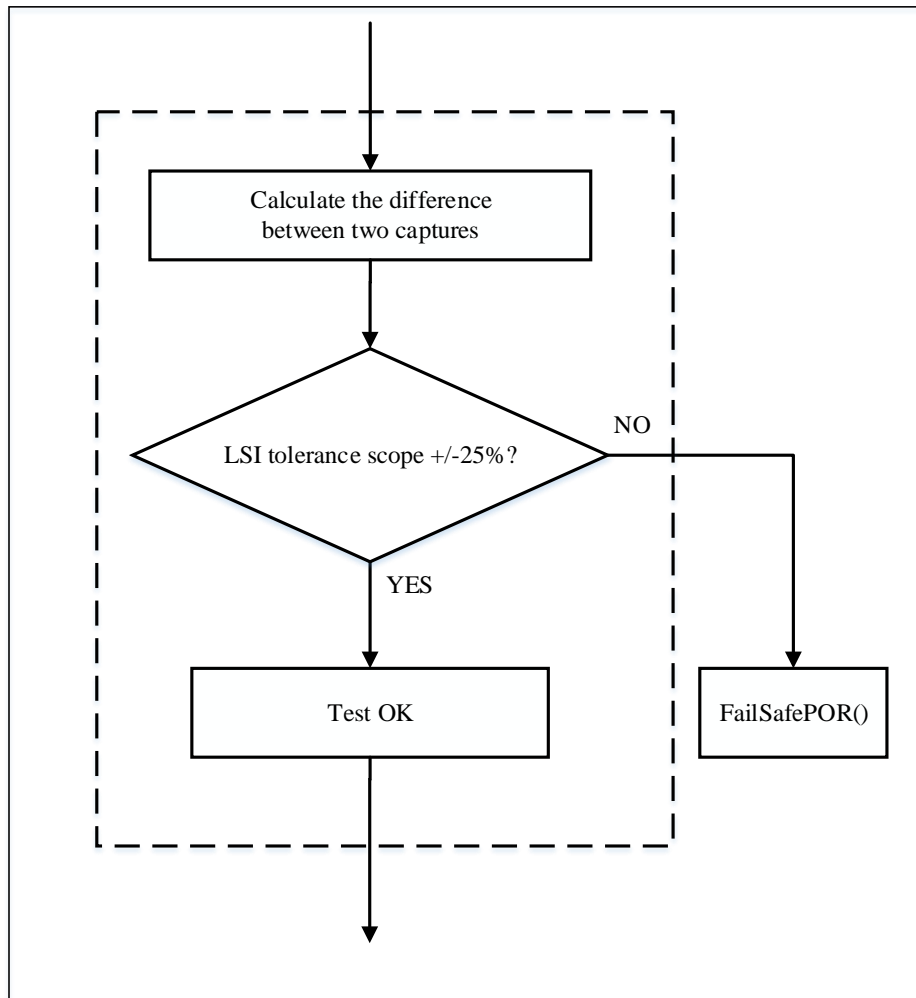 Calculate the difference
between two captures
LSI tolerance scope +/-25%?
NO
YES
Test OK
FailSafePOR()